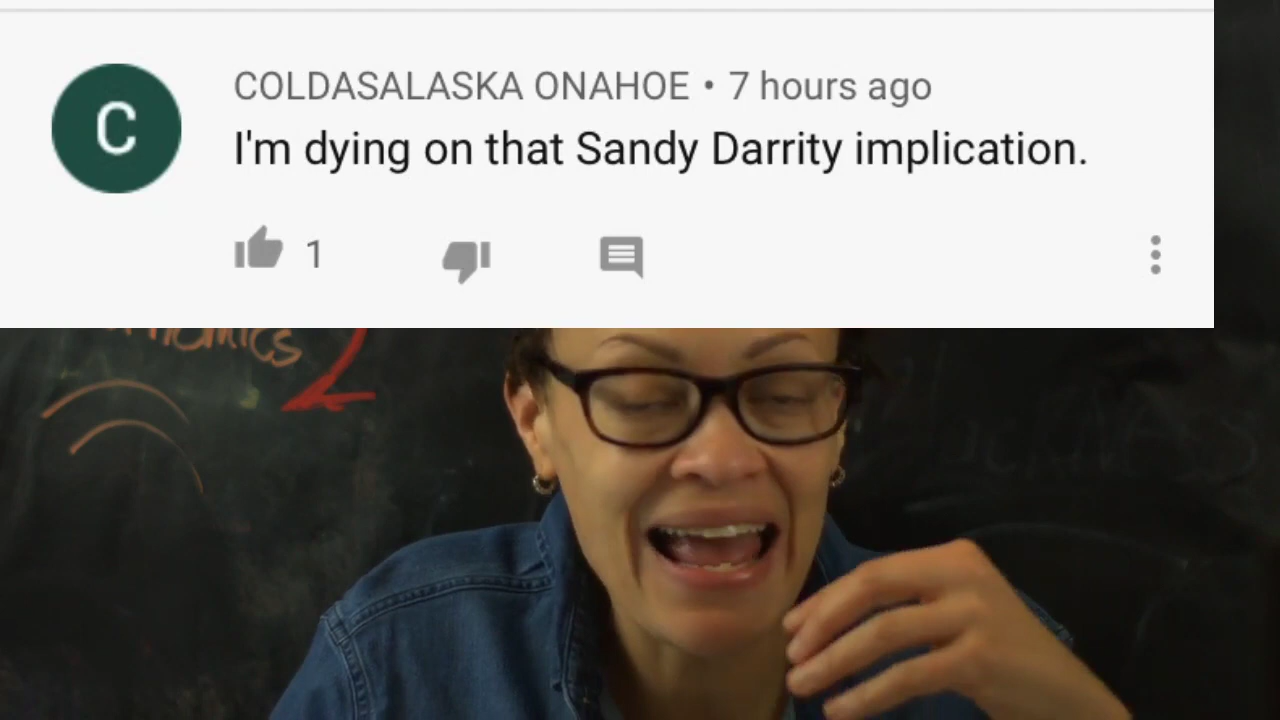 C
COLDASALASKA ONAHOE • 7 hours ago
I'm dying on that Sandy Darrity implication.
1